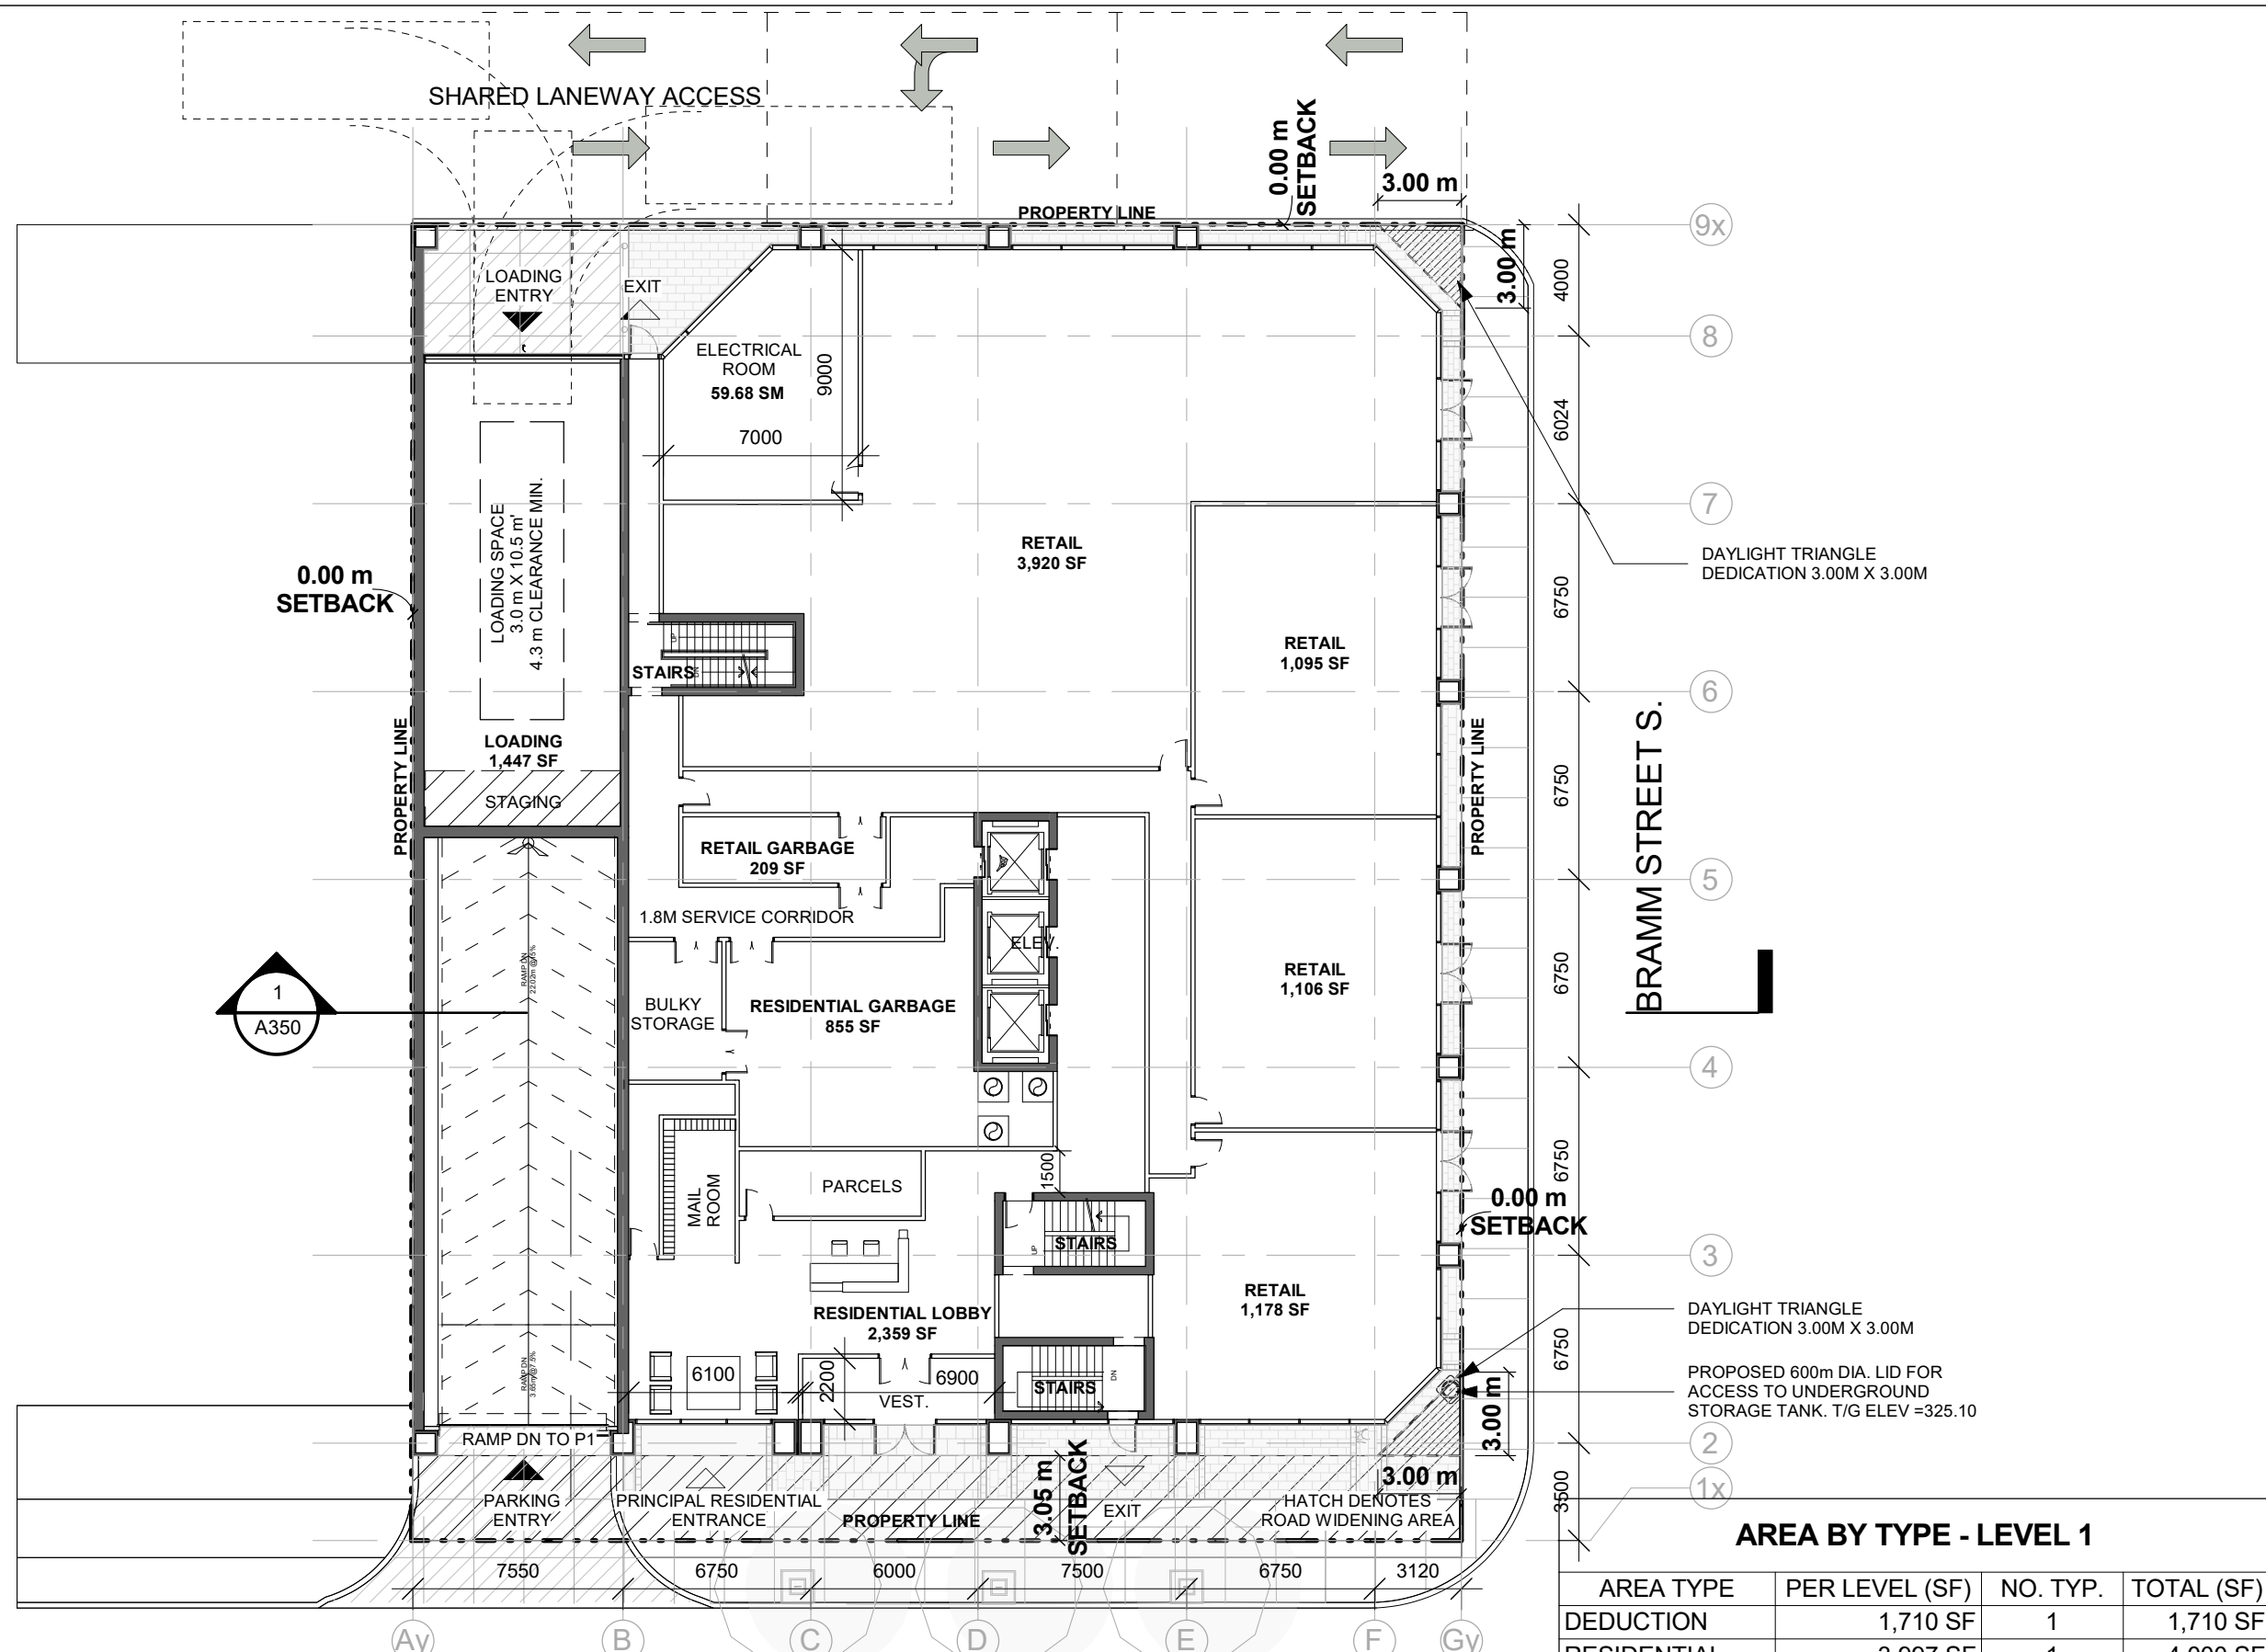 SHARED LANEWAY ACCESS
0.00 m
SETBACK
3.00 m
PROPERTY LINE
9x
LOADING
ENTRY
EXIT
3.00 m
4000
8
ELECTRICAL
ROOM
59.68 SM
9000
7000
6024
7
LOADING SPACE
3.0 m X 10.5 m'
4.3 m CLEARANCE MIN.
RETAIL
3,920 SF
DAYLIGHT TRIANGLE
DEDICATION 3.00M X 3.00M
0.00 m
SETBACK
6750
UP
STAIRS
DN
RETAIL
1,095 SF
6
LOADING
1,447 SF
STAGING
PROPERTY LINE
PROPERTY LINE
6750
BRAMM STREET S.
RETAIL GARBAGE
209 SF
5
1.8M SERVICE CORRIDOR
ELEV.
RAMP DN
1
A350
BULKY
STORAGE
RESIDENTIAL GARBAGE
855 SF
RETAIL
1,106 SF
6750
4
MAIL
ROOM
PARCELS
1500
6750
0.00 m
SETBACK
UP
STAIRS
3
RESIDENTIAL LOBBY
2,359 SF
RETAIL
1,178 SF
DAYLIGHT TRIANGLE
DEDICATION 3.00M X 3.00M
RAMP DN
6100
2200
6900
VEST.
STAIRS
DN
6750
PROPOSED 600m DIA. LID FOR
ACCESS TO UNDERGROUND
STORAGE TANK. T/G ELEV =325.10
RAMP DN TO P1
3.00 m
2
3.05 m
SETBACK
3.00 m
1x
3500
PARKING
ENTRY
PRINCIPAL RESIDENTIAL
ENTRANCE
PROPERTY LINE
EXIT
HATCH DENOTES
ROAD WIDENING AREA
7550
6750
6000
7500
6750
3120
Ay
B
C
D
E
F
Gy
AREA BY TYPE - LEVEL 1
AREA TYPE PER LEVEL (SF) NO. TYP. TOTAL (SF)
DEDUCTION 1,710 SF 1 1,710 SF
RESIDENTIAL